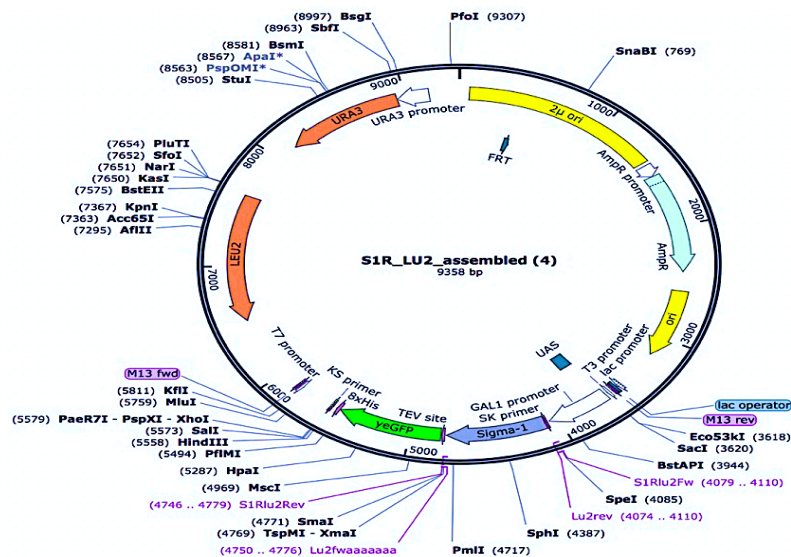 (8997) BsgI
(8963) SbfI
(8581) BsmI
(8567) ApaI*
(8563) PspOMI*
(8505) StuI
PfoI (9307)
SnaBI (769)
9000
1000
2000
3000
4000
5000
6000
7000
8000
URA3
URA3 promoter
2μ ori
FRT
AmpR promoter
AmpR
(7654) PluTI
(7652) SfoI
(7651) NarI
(7650) KasI
(7575) BstEII
(7367) KpnI
(7363) Acc65I
(7295) AflII
LEU2
S1R_LU2_assembled (4)
9358 bp
ori
T3 promoter
lac promoter
UAS
T7 promoter
KS primer
8xHis
TEV site
GAL1 promoter
SK primer
yeGFP
Sigma-1
M13 fwd
(5811) KflI
(5759) MluI
(5579) PaeR7I - PspXI - XhoI
(5573) SalI
(5558) HindIII
(5494) PflMI
(5287) HpaI
(4969) MscI
(4746 .. 4779) S1Rlu2Rev
(4771) SmaI
(4769) TspMI - XmaI
(4750 .. 4776) Lu2fwaaaaaaa
PmlI (4717)
SphI (4387)
lac operator
M13 rev
Eco53kI (3618)
SacI (3620)
BstAPI (3944)
S1Rlu2Fw (4079 .. 4110)
SpeI (4085)
Lu2rev (4074 .. 4110)